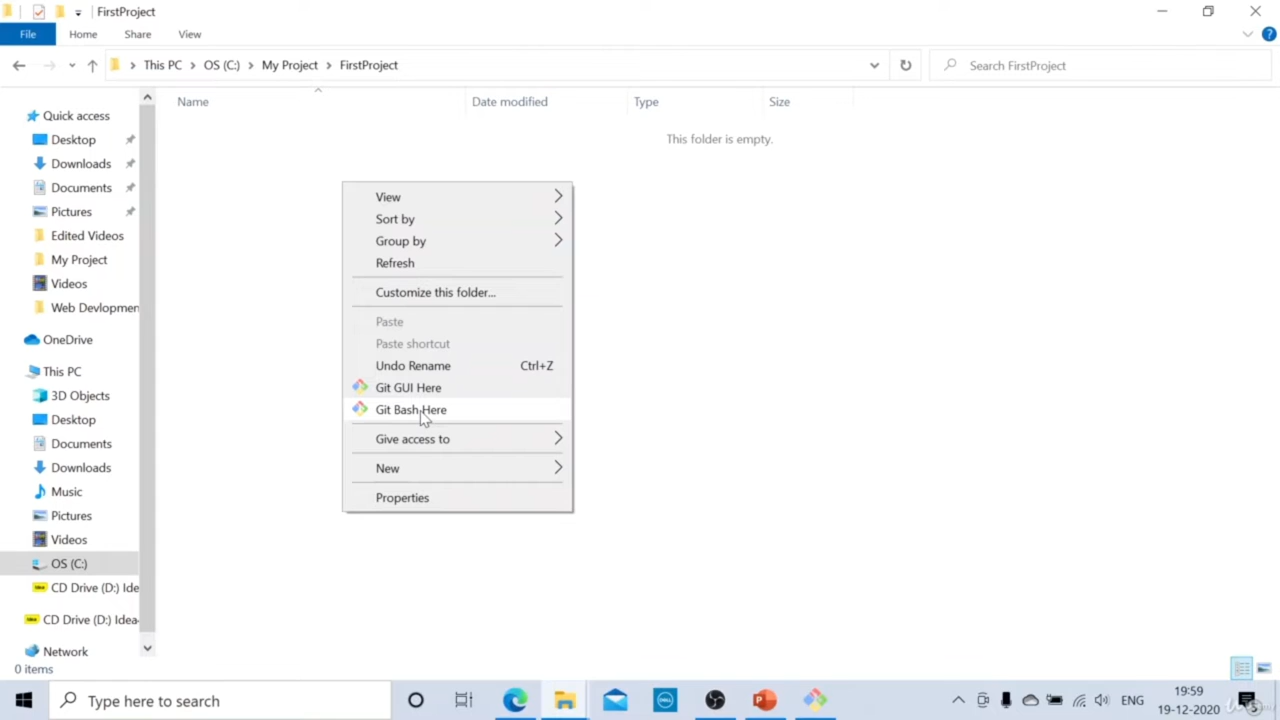 FirstProject
File Home Share View
This PC OS (C:) My Project FirstProject
Search FirstProject
Name Date modified Type Size
This folder is empty.
Quick access
Desktop
Downloads
Documents
Pictures
Edited Videos
My Project
Videos
Web Devlopmen
OneDrive
This PC
3D Objects
Desktop
Documents
Downloads
Music
Pictures
Videos
OS (C:)
CD Drive (D:) Idea
CD Drive (D:) Idea-
Network
0 items
View
Sort by
Group by
Refresh
Customize this folder...
Paste
Paste shortcut
Undo Rename Ctrl+Z
Git GUI Here
Git Bash Here
Give access to
New
Properties
Type here to search
ENG
19:59
19-12-2020